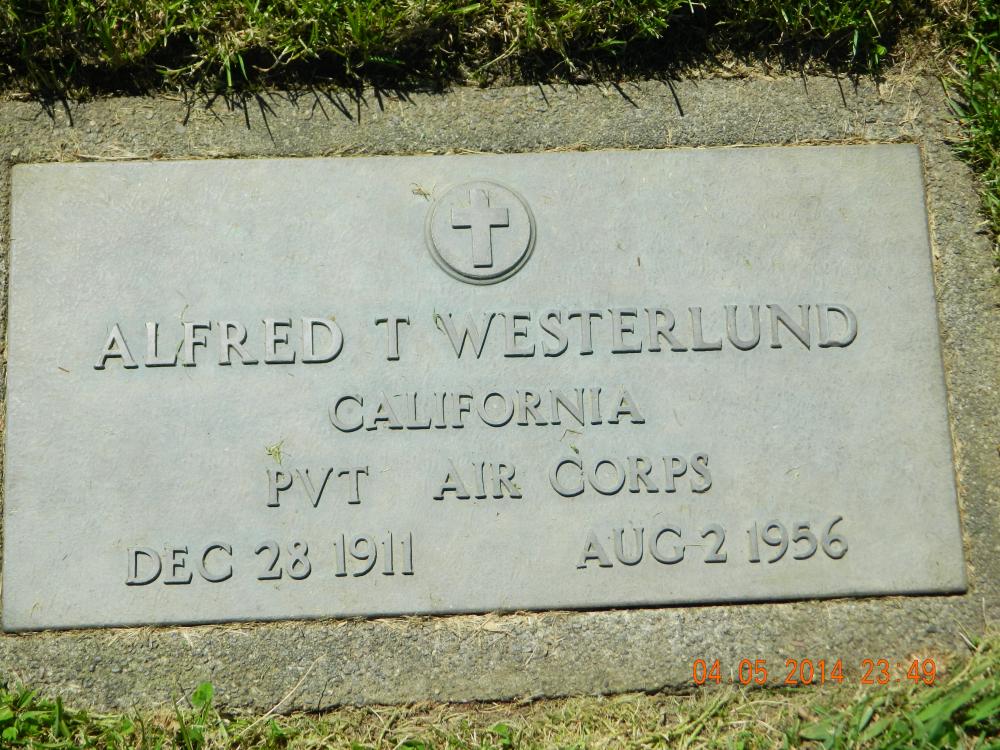 ALFRED T WESTERLUND
CALIFORNIA
PVT AIR CORPS
DEC 28 1911 AUG 2 1956
04 05 2014 23 49